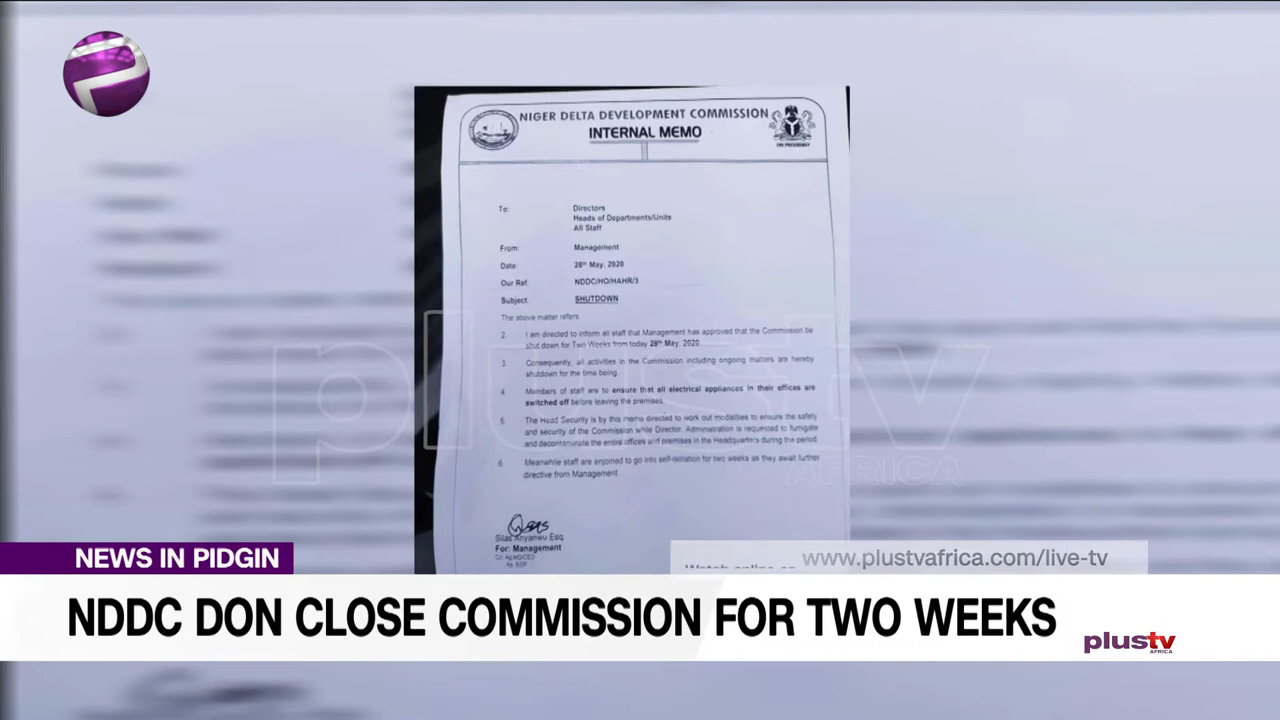 NIGER DELTA DEVELOPMENT COMMISSION
INTERNAL MEMO
THE PRESIDENCY
To: Directors
Heads of Departments/Units
All Staff
From: Management
Date: 28th May, 2020
Our Ref. NDDC/HO/HAHR/3
Subject SHUTDOWN
The above matter refers.
2. I am directed to inform all staff that Management has approved that the Commission be
shut down for Two Weeks from today 28th May, 2020.
3. Consequently, all activities in the Commission including ongoing matters are hereby
shutdown for the time being.
4. Members of staff are to ensure that all electrical appliances in their offices are
switched off before leaving the premises.
5. The Head Security is by this memo directed to work out modalities to ensure the safety
and security of the Commission while Director, Administration is requested to fumigate
and decontaminate the entire offices and premises in the Headquarters during the period.
6. Meanwhile staff are enjoined to go into self-isolation for two weeks as they await further
directive from Management.
Silas Anyanwu Esq.
For: Management
plustv
AFRICA
www.plustvafrica.com/live-tv
NEWS IN PIDGIN
NDDC DON CLOSE COMMISSION FOR TWO WEEKS
plustv
AFRICA